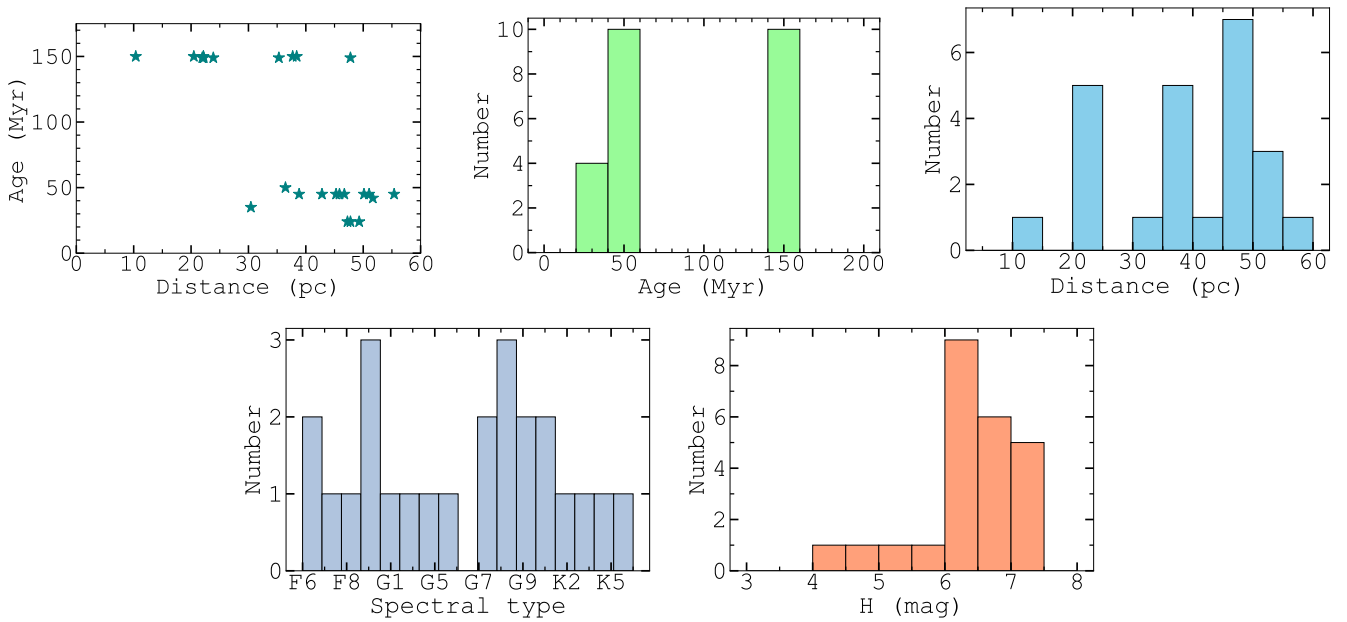 150
100
50
0
Age (Myr)
0 10 20 30 40 50 60
Distance (pc)
10
8
6
4
2
0
Number
0 50 100 150 200
Age (Myr)
6
4
2
0
Number
10 20 30 40 50 60
Distance (pc)
3
2
1
0
Number
F6 F8 G1 G5 G7 G9 K2 K5
Spectral type
8
6
4
2
0
Number
3 4 5 6 7 8
H (mag)